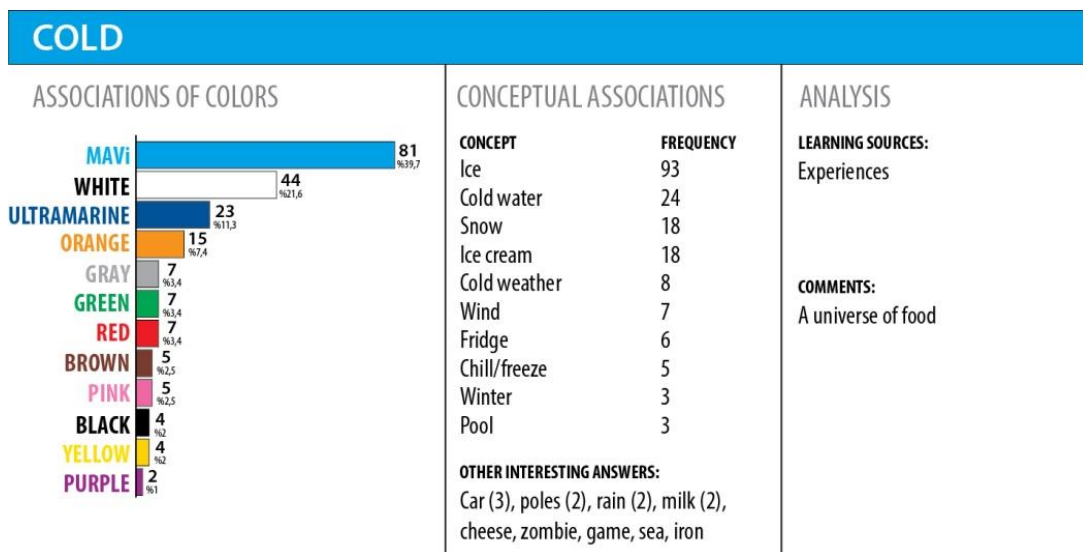 COLD
ASSOCIATIONS OF COLORS
MAVi 81 %39,7
WHITE 44 %21,6
ULTRAMARINE 23 %11,3
ORANGE 15 %7,4
GRAY 7 %3,4
GREEN 7 %3,4
RED 7 %3,4
BROWN 5 %2,5
PINK 5 %2,5
BLACK 4 %2
YELLOW 4 %2
PURPLE 2 %1
CONCEPTUAL ASSOCIATIONS
CONCEPT FREQUENCY
Ice 93
Cold water 24
Snow 18
Ice cream 18
Cold weather 8
Wind 7
Fridge 6
Chill/freeze 5
Winter 3
Pool 3
OTHER INTERESTING ANSWERS:
Car (3), poles (2), rain (2), milk (2),
cheese, zombie, game, sea, iron
ANALYSIS
LEARNING SOURCES:
Experiences
COMMENTS:
A universe of food